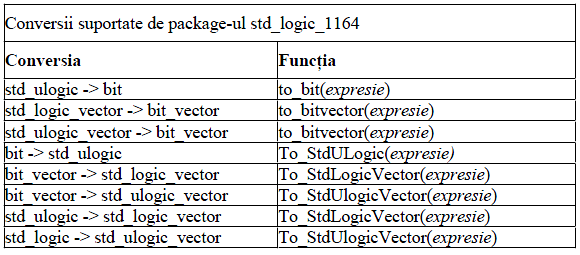 Conversii suportate de package-ul std_logic_1164
Conversia Funcția
std_ulogic -> bit to_bit(expresie)
std_logic_vector -> bit_vector to_bitvector(expresie)
std_ulogic_vector -> bit_vector to_bitvector(expresie)
bit -> std_ulogic To_StdULogic(expresie)
bit_vector -> std_logic_vector To_StdLogicVector(expresie)
bit_vector -> std_ulogic_vector To_StdUlogicVector(expresie)
std_ulogic -> std_logic_vector To_StdLogicVector(expresie)
std_logic -> std_ulogic_vector To_StdUlogicVector(expresie)